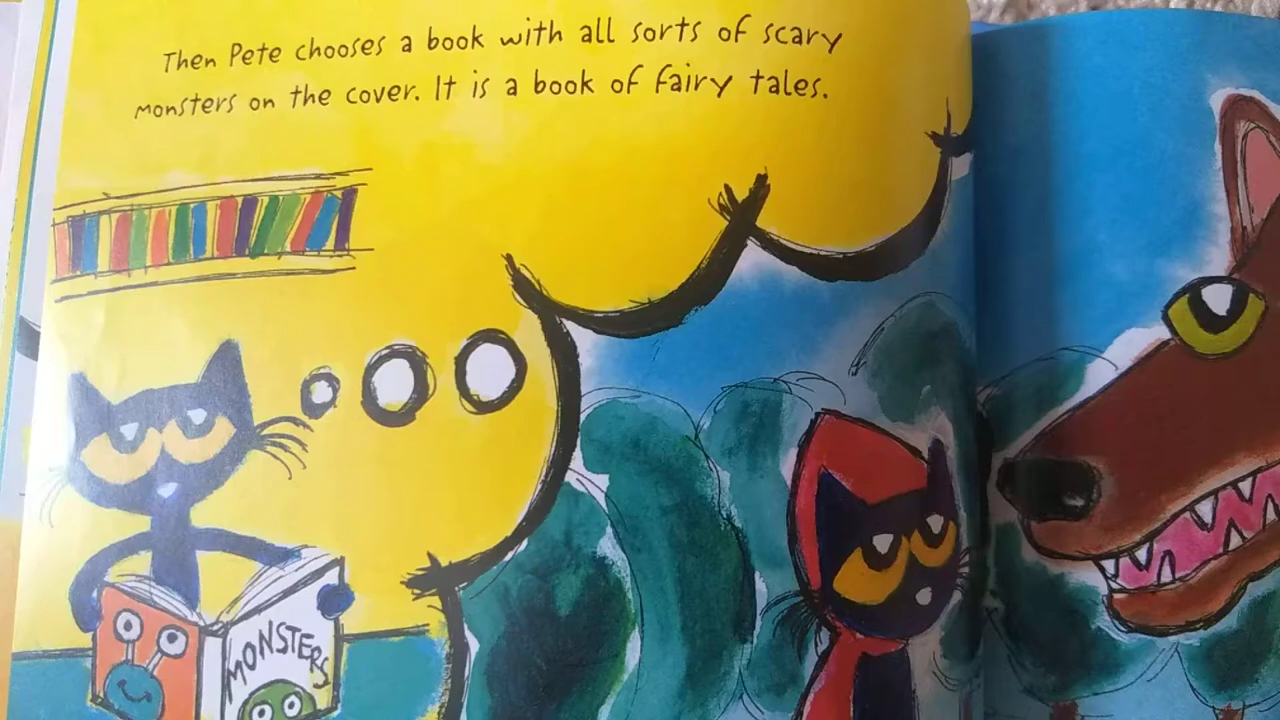 Then Pete chooses a book with all sorts of scary
monsters on the cover. It is a book of fairy tales.
MONSTERS